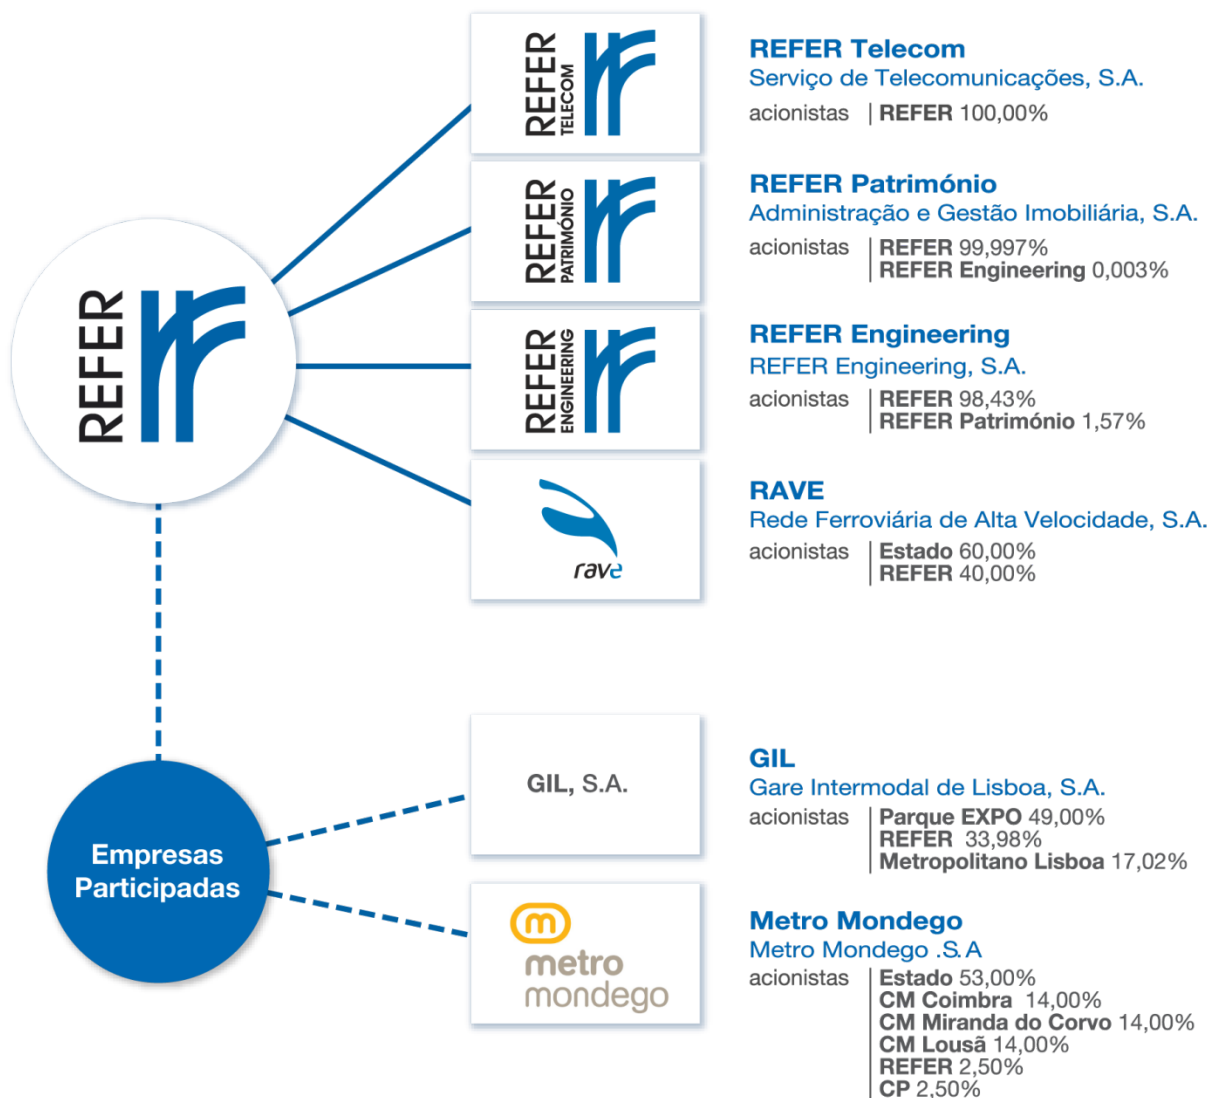 REFER
REFER
TELECOM
REFER Telecom
Serviço de Telecomunicações, S.A.
acionistas | REFER 100,00%
REFER
PATRIMÓNIO
REFER Património
Administração e Gestão Imobiliária, S.A.
acionistas | REFER 99,997%
REFER Engineering 0,003%
REFER
ENGINEERING
REFER Engineering
REFER Engineering, S.A.
acionistas | REFER 98,43%
REFER Património 1,57%
rave
RAVE
Rede Ferroviária de Alta Velocidade, S.A.
acionistas | Estado 60,00%
REFER 40,00%
Empresas
Participadas
GIL, S.A.
GIL
Gare Intermodal de Lisboa, S.A.
acionistas | Parque EXPO 49,00%
REFER 33,98%
Metropolitano Lisboa 17,02%
m
metro
mondego
Metro Mondego
Metro Mondego .S.A
acionistas | Estado 53,00%
CM Coimbra 14,00%
CM Miranda do Corvo 14,00%
CM Lousã 14,00%
REFER 2,50%
CP 2,50%